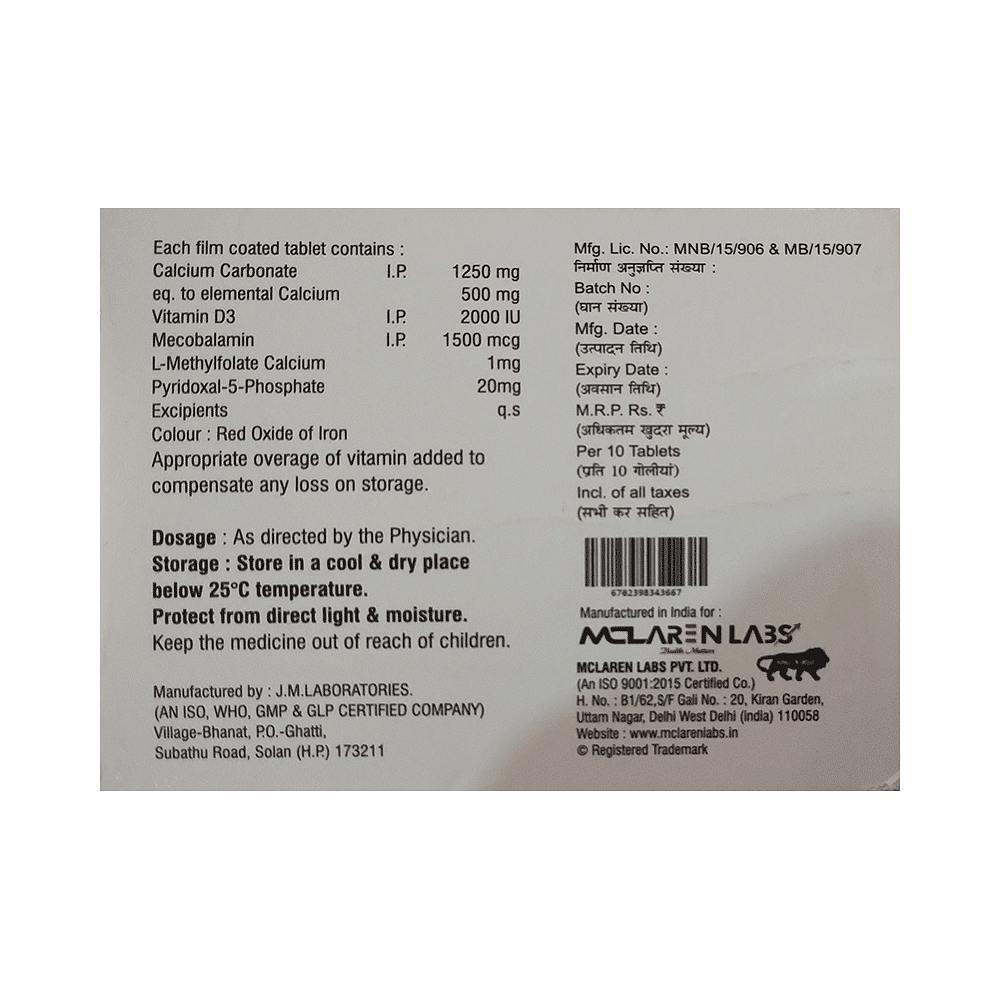 Each film coated tablet contains :
Calcium Carbonate I.P. 1250 mg
eq. to elemental Calcium 500 mg
Vitamin D3 I.P. 2000 IU
Mecobalamin I.P. 1500 mcg
L-Methylfolate Calcium 1mg
Pyridoxal-5-Phosphate 20mg
Excipients q.s
Colour : Red Oxide of Iron
Appropriate overage of vitamin added to
compensate any loss on storage.
Dosage : As directed by the Physician.
Storage : Store in a cool & dry place
below 25°C temperature.
Protect from direct light & moisture.
Keep the medicine out of reach of children.
Manufactured by : J.M.LABORATORIES.
(AN ISO, WHO, GMP & GLP CERTIFIED COMPANY)
Village-Bhanat, P.O.-Ghatti,
Subathu Road, Solan (H.P.) 173211
Mfg. Lic. No.: MNB/15/906 & MB/15/907
निर्माण अनुज्ञप्ति संख्या :
Batch No :
(घान संख्या)
Mfg. Date :
(उत्पादन तिथि)
Expiry Date :
(अवसान तिथि)
M.R.P. Rs. ₹
(अधिकतम खुदरा मूल्य)
Per 10 Tablets
(प्रति 10 गोलीयां)
Incl. of all taxes
(सभी कर सहित)
6702398343667
Manufactured in India for :
MCLAREN LABS
Health Matters
MCLAREN LABS PVT. LTD.
(An ISO 9001:2015 Certified Co.)
H. No. : B1/62,S/F Gali No. : 20, Kiran Garden,
Uttam Nagar, Delhi West Delhi (india) 110058
Website : www.mclarenlabs.in
© Registered Trademark